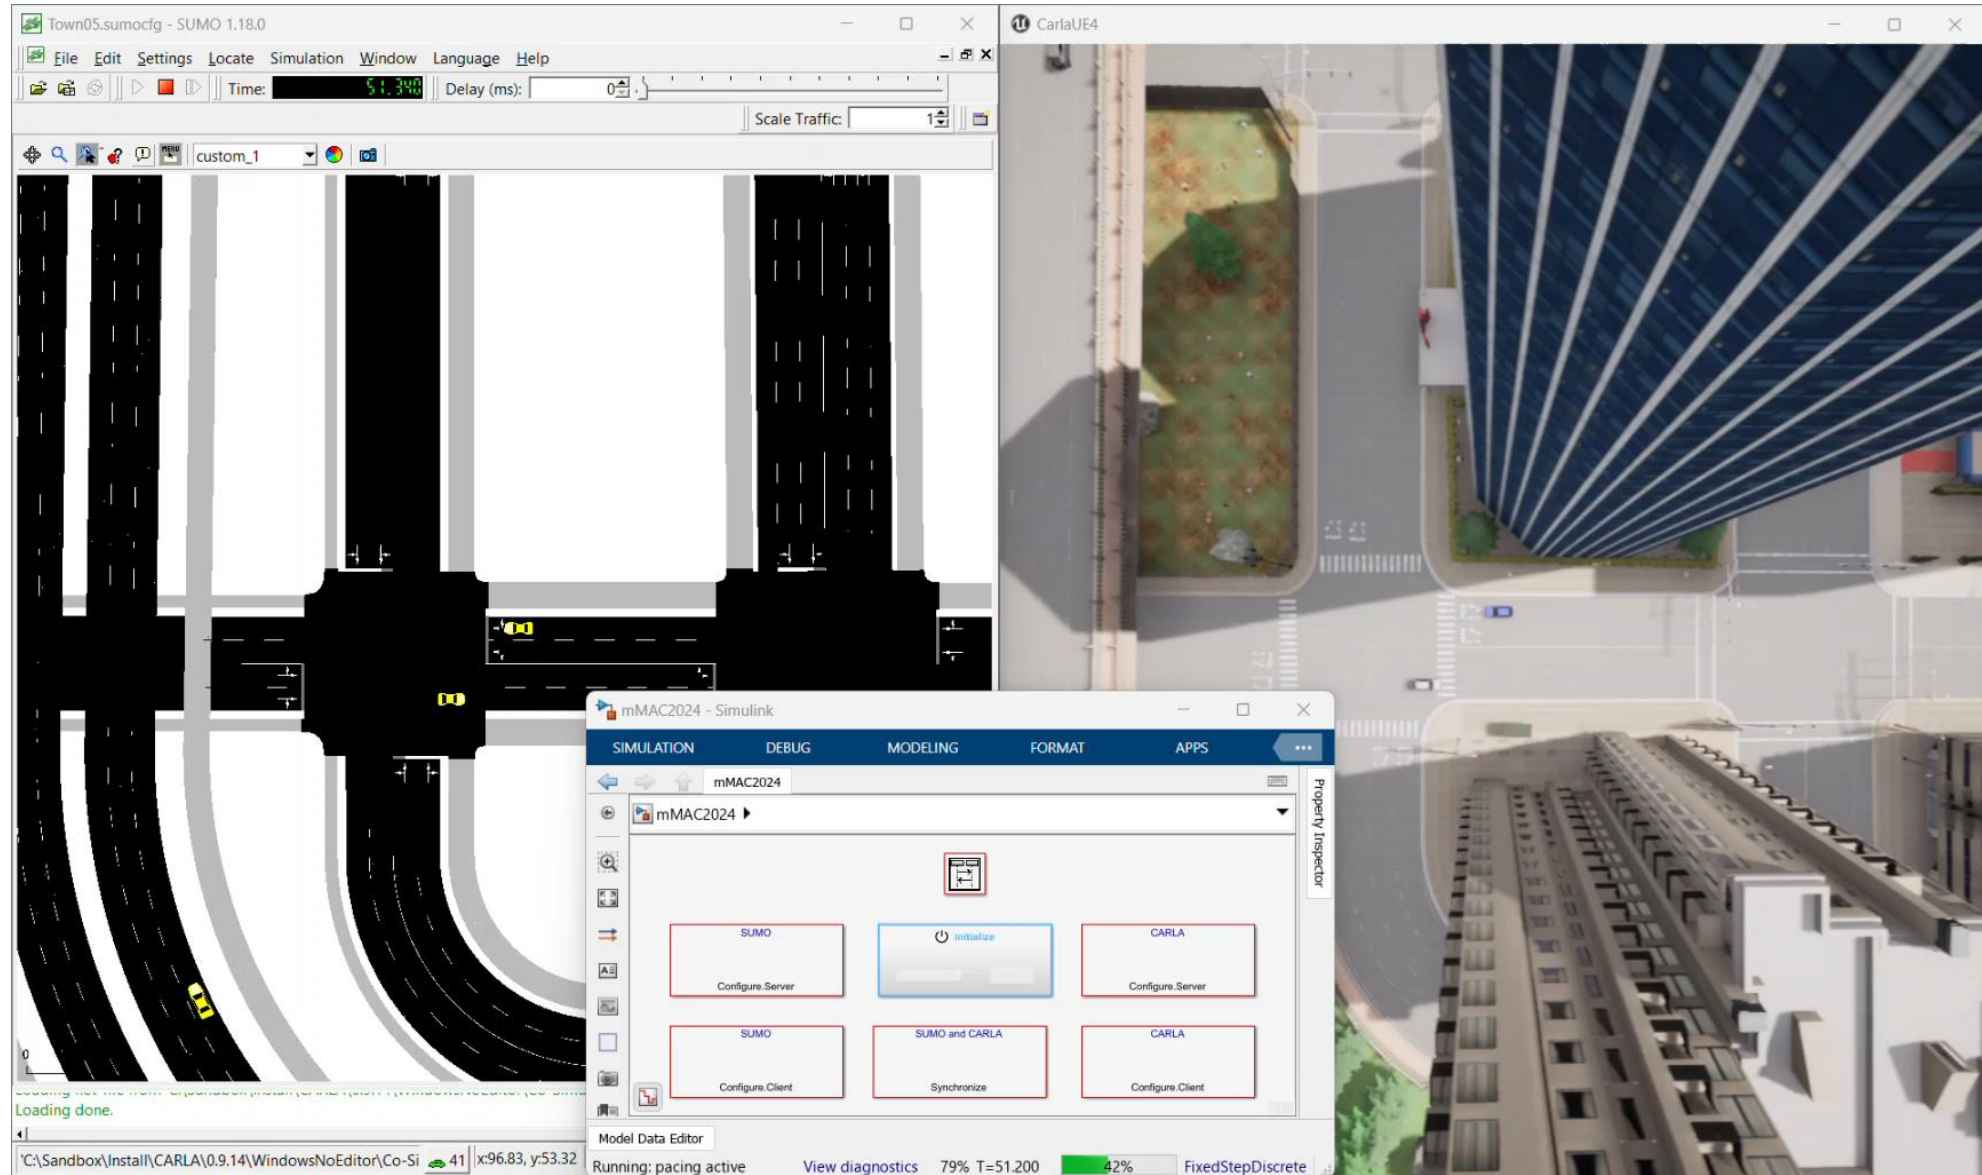 Town05.sumocfg - SUMO 1.18.0
File Edit Settings Locate Simulation Window Language Help
Time: 51.340 Delay (ms): 0
Scale Traffic: 1
MENU custom_1
0
Loading done.
'C:\Sandbox\Install\CARLA\0.9.14\WindowsNoEditor\Co-Si 41 x:96.83, y:53.32
CarlaUE4
mMAC2024 - Simulink
SIMULATION DEBUG MODELING FORMAT APPS
mMAC2024
mMAC2024
Property Inspector
SUMO
Configure.Server
Initialize
CARLA
Configure.Server
SUMO
Configure.Client
SUMO and CARLA
Synchronize
CARLA
Configure.Client
Model Data Editor
Running: pacing active View diagnostics 79% T=51.200 42% FixedStepDiscrete